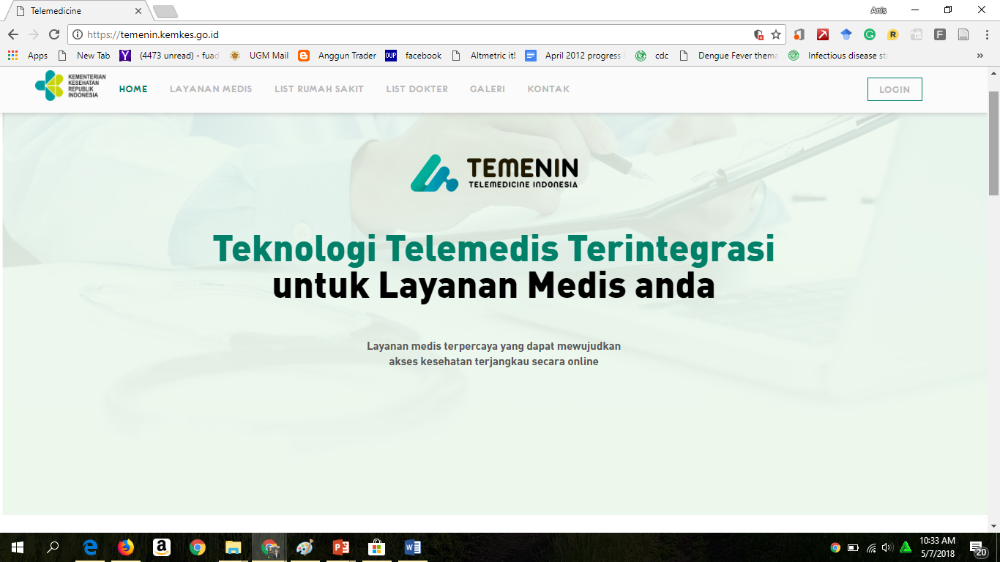 Telemedicine
Anis
https://temenin.kemkes.go.id
Apps New Tab (4473 unread) - fuad UGM Mail Anggun Trader OUP facebook Altmetric it! April 2012 progress cdc Dengue Fever thema Infectious disease sta »
KEMENTERIAN
KESEHATAN
REPUBLIK
INDONESIA
HOME LAYANAN MEDIS LIST RUMAH SAKIT LIST DOKTER GALERI KONTAK LOGIN
TEMENIN
TELEMEDICINE INDONESIA
Teknologi Telemedis Terintegrasi
untuk Layanan Medis anda
Layanan medis terpercaya yang dapat mewujudkan
akses kesehatan terjangkau secara online
10:33 AM
5/7/2018
20